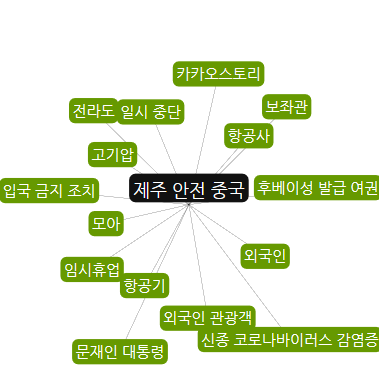 카카오스토리
보좌관
전라도
일시 중단
항공사
고기압
제주 안전 중국
후베이성 발급 여권
입국 금지 조치
모아
외국인
임시휴업
항공기
외국인 관광객
신종 코로나바이러스 감염증
문재인 대통령